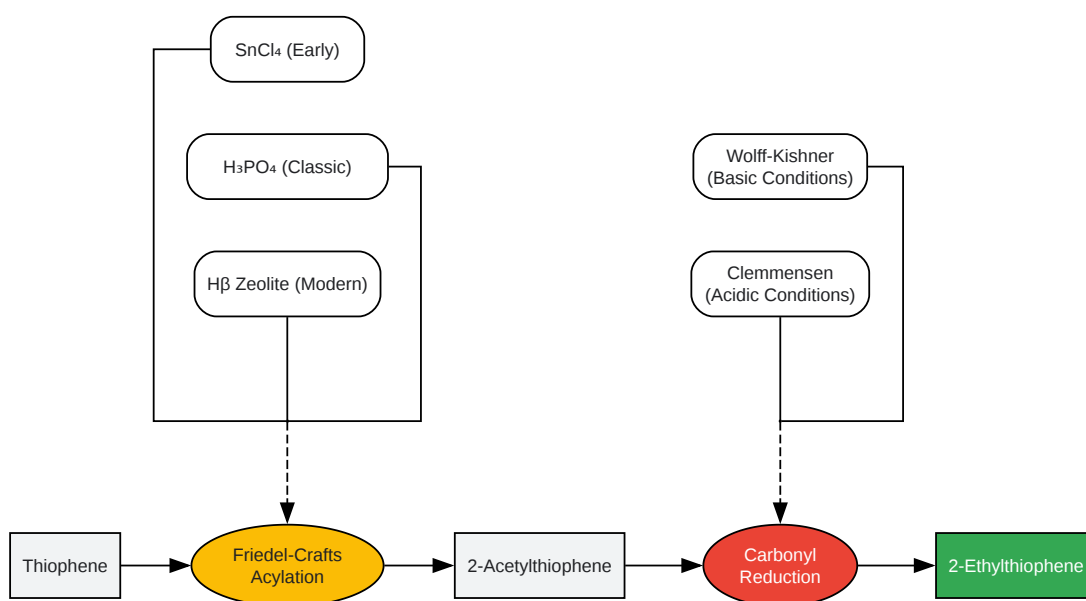 SnCl₄ (Early)
H₃PO₄ (Classic)
Hβ Zeolite (Modern)
Wolff-Kishner
(Basic Conditions)
Clemmensen
(Acidic Conditions)
Thiophene
Friedel-Crafts
Acylation
2-Acetylthiophene
Carbonyl
Reduction
2-Ethylthiophene